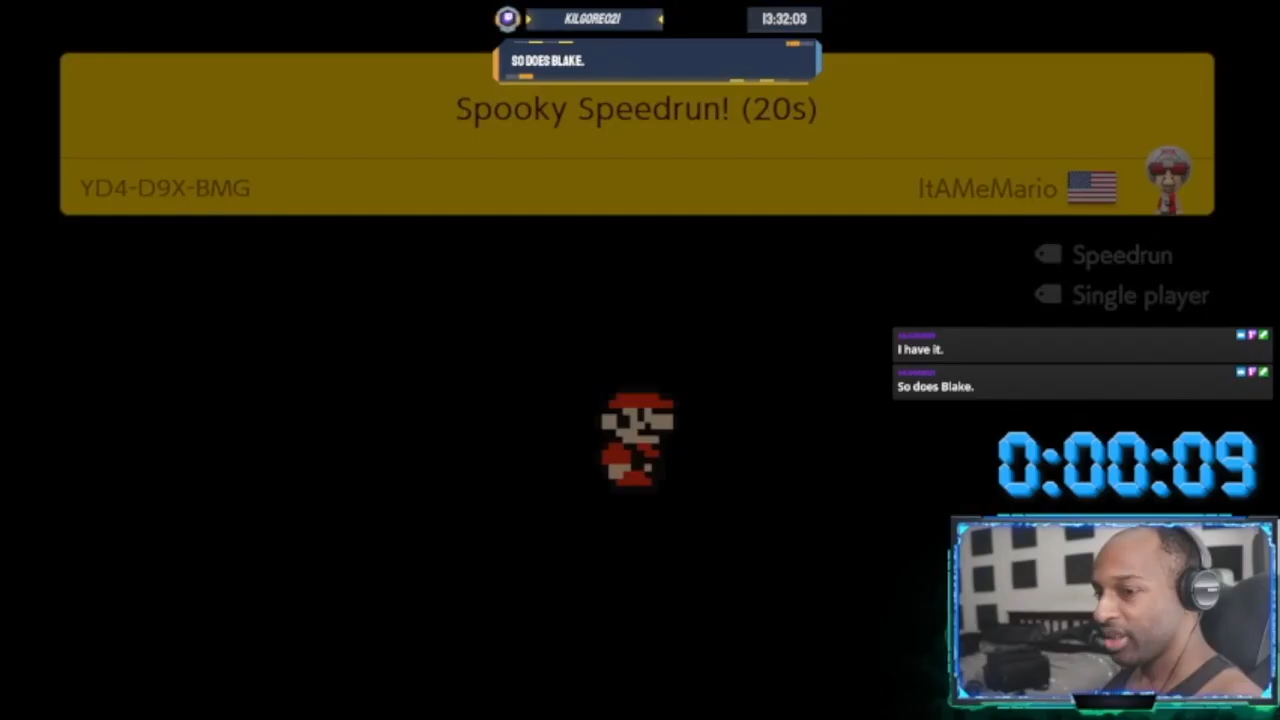 KILGOREO21
13:32:03
SO DOES BLAKE.
Spooky Speedrun! (20s)
YD4-D9X-BMG
ItAMeMario
Speedrun
Single player
I have it.
So does Blake.
0:00:09